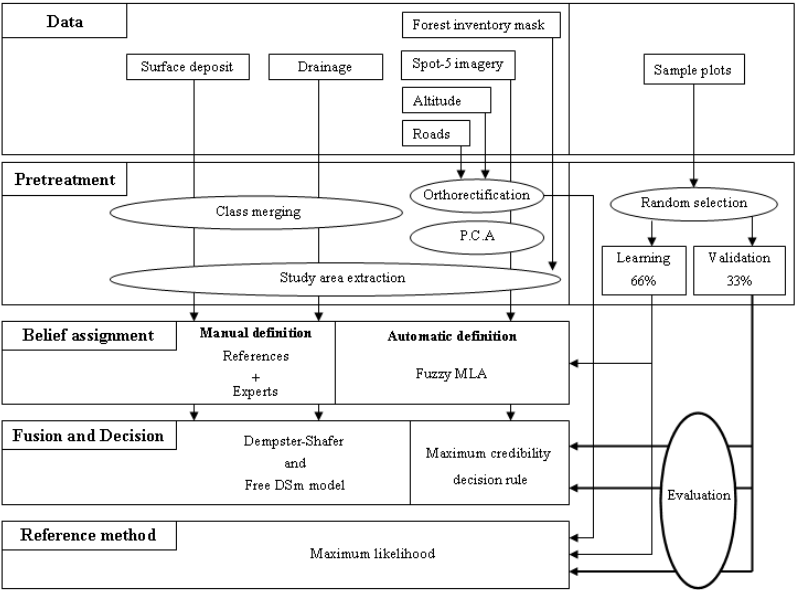 Data
Forest inventory mask
Surface deposit
Drainage
Spot-5 imagery
Altitude
Roads
Sample plots
Pretreatment
Orthorectification
Class merging
P.C.A
Study area extraction
Random selection
Learning
66%
Validation
33%
Belief assignment
Manual definition
References
+
Experts
Automatic definition
Fuzzy MLA
Fusion and Decision
Dempster-Shafer
and
Free DSm model
Maximum credibility
decision rule
Evaluation
Reference method
Maximum likelihood